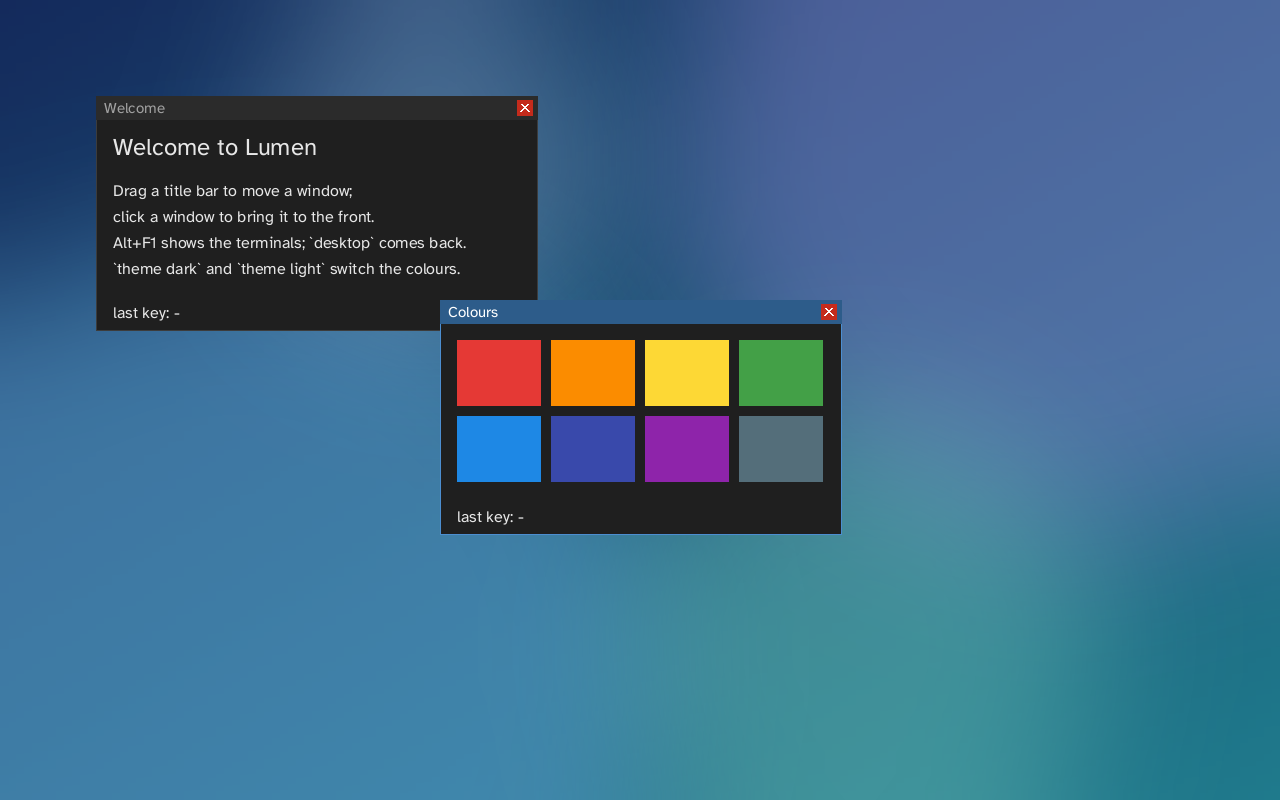 Welcome
Welcome to Lumen
Drag a title bar to move a window;
click a window to bring it to the front.
Alt+F1 shows the terminals; `desktop` comes back.
`theme dark` and `theme light` switch the colours.
last key: -
Colours
last key: -